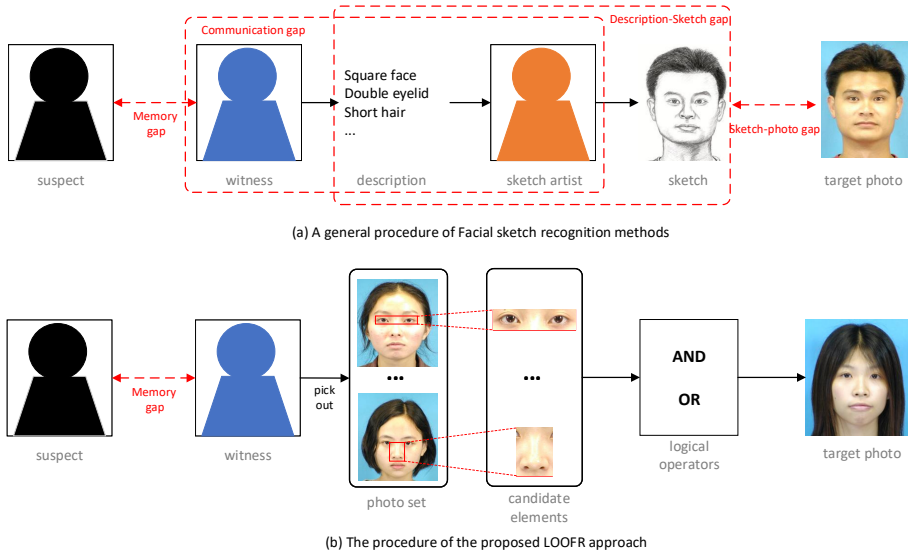 Communication gap
Description-Sketch gap
Square face
Double eyelid
Short hair
...
Memory
gap
Sketch-photo gap
suspect
witness
description
sketch artist
sketch
target photo
(a) A general procedure of Facial sketch recognition methods
Memory
gap
pick
out
...
...
AND
OR
suspect
witness
photo set
candidate
elements
logical
operators
target photo
(b) The procedure of the proposed LOOFR approach